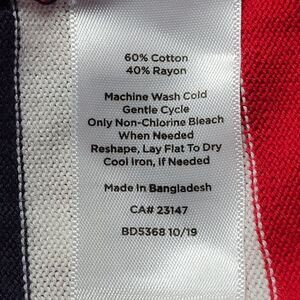 60% Cotton
40% Rayon
Machine Wash Cold
Gentle Cycle
Only Non-Chlorine Bleach
When Needed
Reshape, Lay Flat To Dry
Cool Iron, If Needed
Made in Bangladesh
CA# 23147
BD5368 10/19